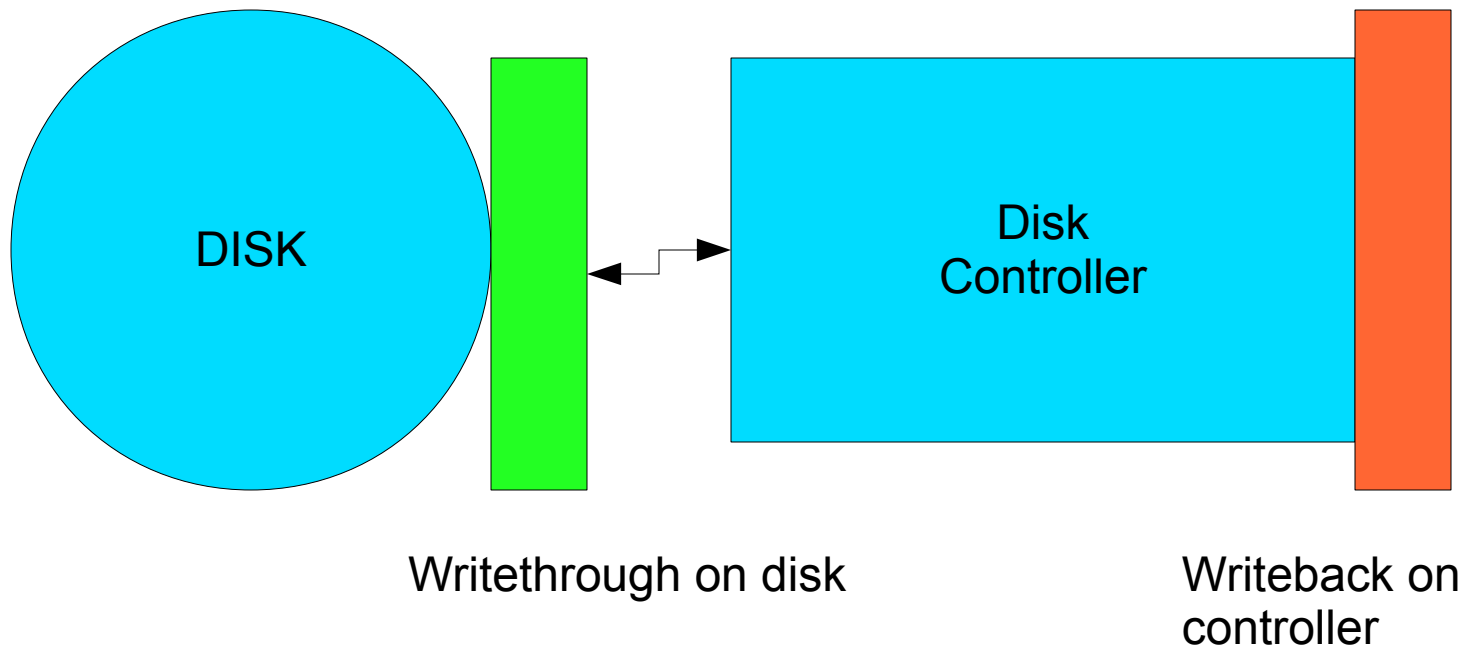 DISK
Disk
Controller
Writethrough on disk
Writeback on
controller